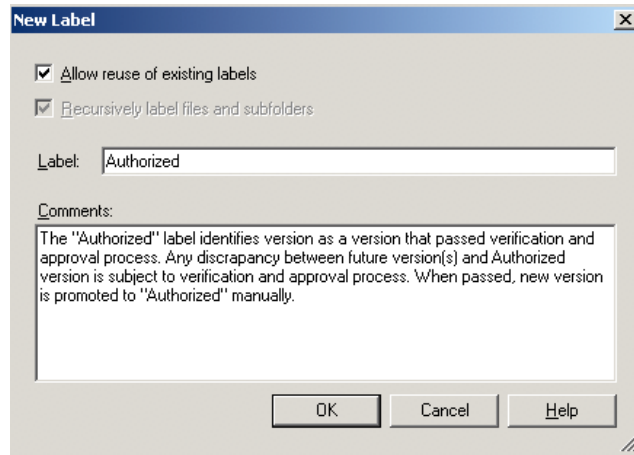 New Label
Allow reuse of existing labels
Recursively label files and subfolders
Label: Authorized
Comments:
The "Authorized" label identifies version as a version that passed verification and
approval process. Any discrapancy between future version(s) and Authorized
version is subject to verification and approval process. When passed, new version
is promoted to "Authorized" manually.
OK Cancel Help